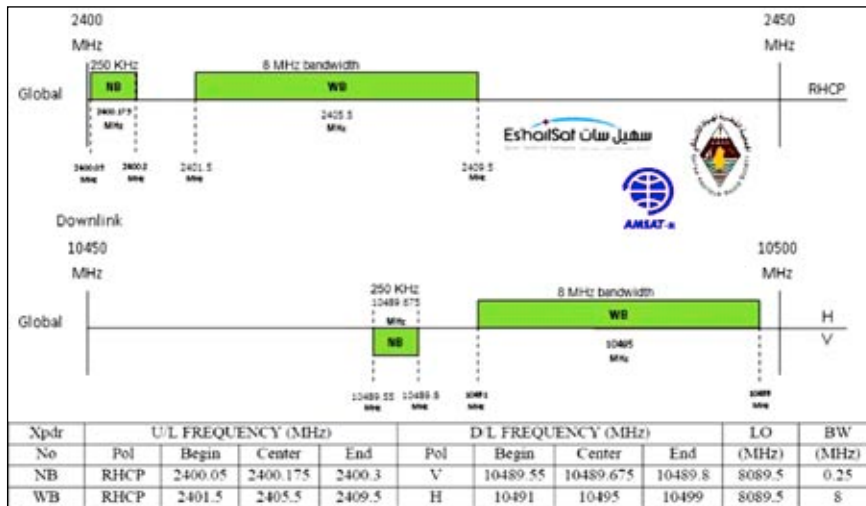 2400
MHz
2450
MHz
250 KHz
8 MHz bandwidth
NB
WB
Global
RHCP
2400.175
MHz
2405.5
MHz
2400.05
MHz
2400.3
MHz
2401.5
MHz
2409.5
MHz
Es'hailSat سهيل سات
AMSAT-
Downlink
10450
MHz
10500
MHz
250 KHz
10489.675
MHz
8 MHz bandwidth
WB
Global
H
V
NB
10495
MHz
10489.55
MHz
10489.8
MHz
10491
MHz
10499
MHz
Xpdr U/L FREQUENCY (MHz) D/L FREQUENCY (MHz) LO BW
No Pol Begin Center End Pol Begin Center End (MHz) (MHz)
NB RHCP 2400.05 2400.175 2400.3 V 10489.55 10489.675 10489.8 8089.5 0.25
WB RHCP 2401.5 2405.5 2409.5 H 10491 10495 10499 8089.5 8